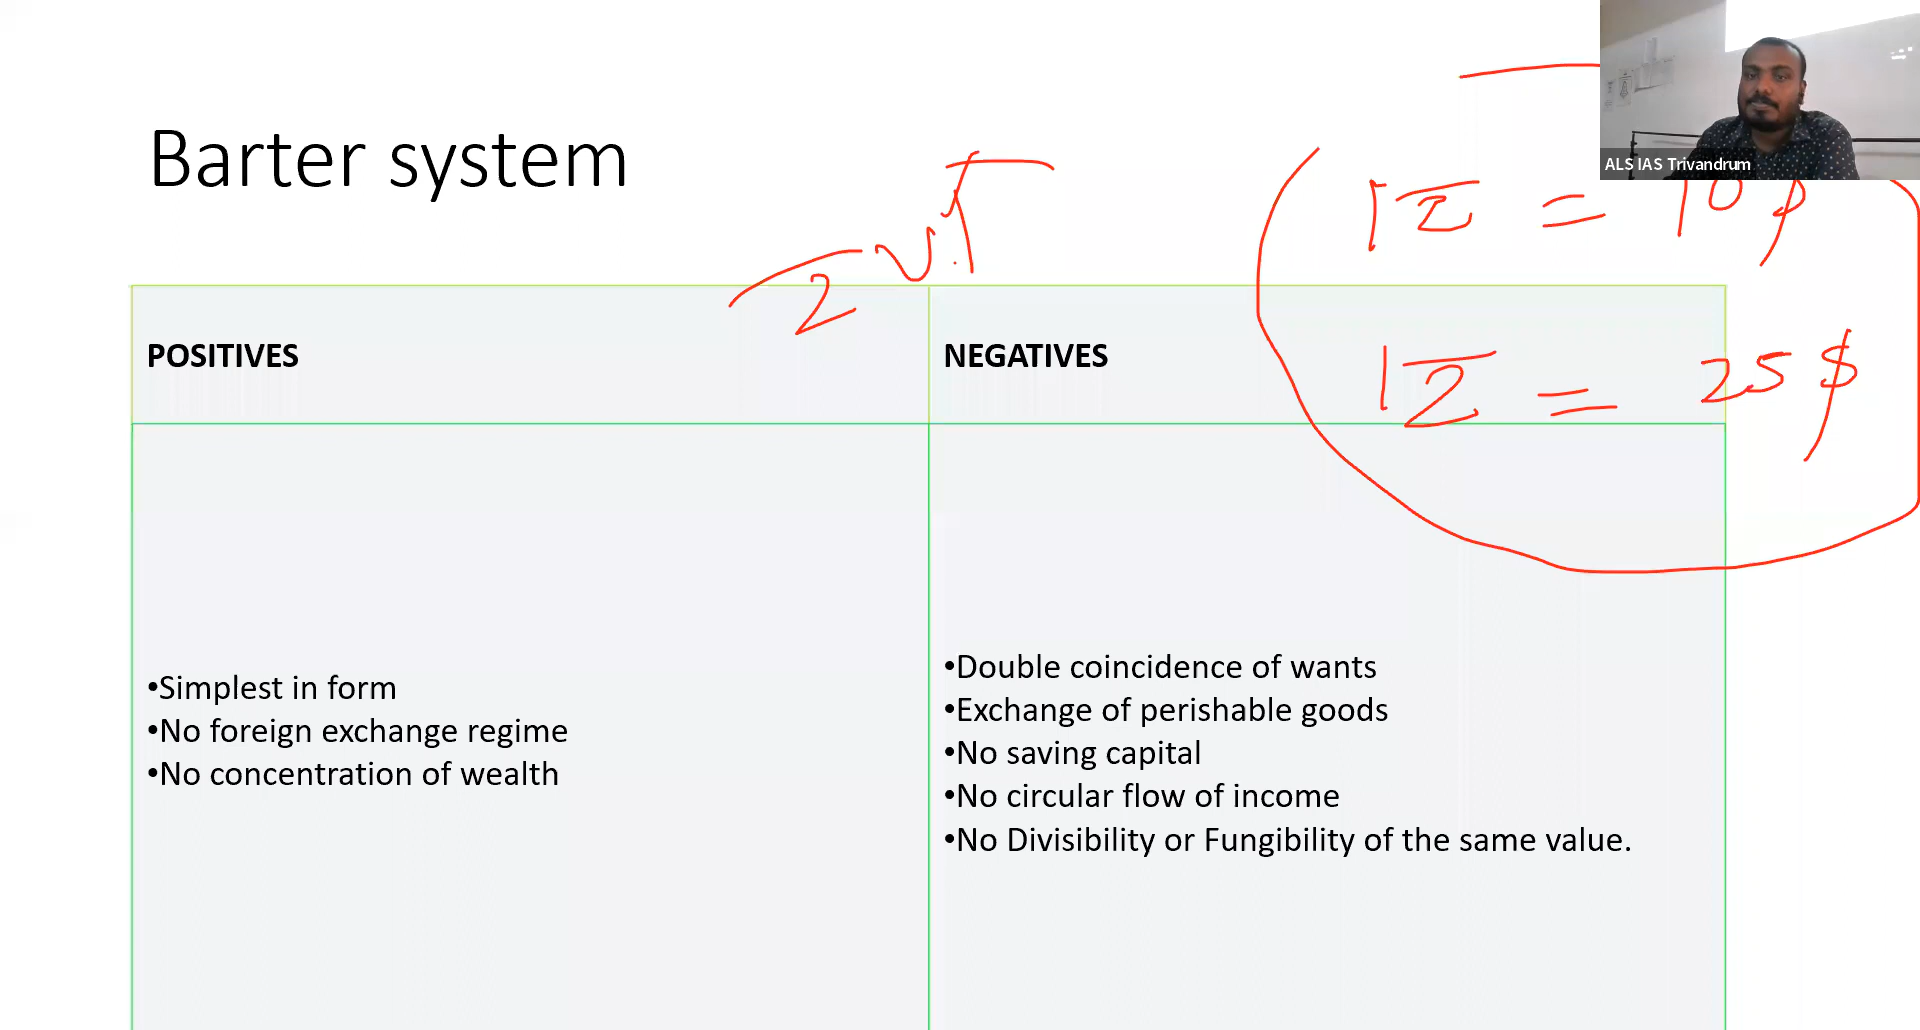 ALS IAS Trivandrum
Barter system
= 10
= 25 $
POSITIVES
NEGATIVES
•Simplest in form
•No foreign exchange regime
•No concentration of wealth
•Double coincidence of wants
•Exchange of perishable goods
•No saving capital
•No circular flow of income
•No Divisibility or Fungibility of the same value.